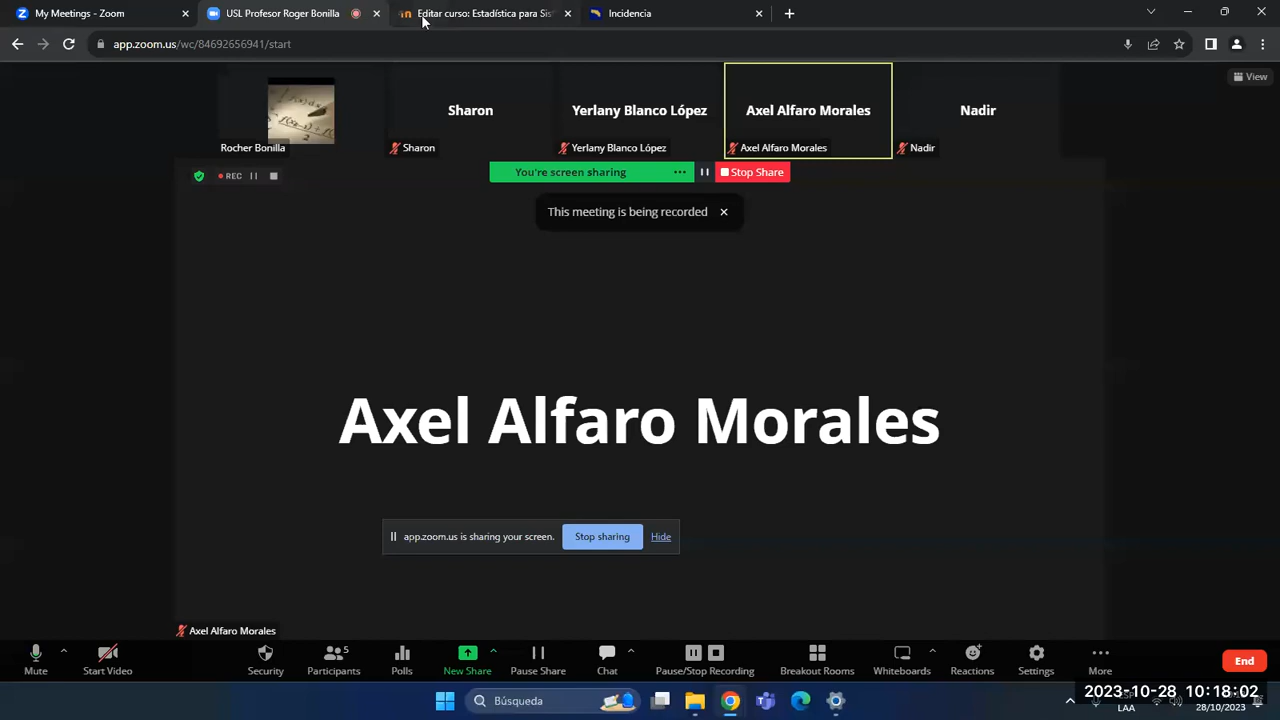 My Meetings - Zoom
USL Profesor Roger Bonilla
Editar curso: Estadística para Sis
Incidencia
app.zoom.us/wc/84692656941/start
View
Sharon
Yerlany Blanco López
Axel Alfaro Morales
Nadir
Rocher Bonilla
Sharon
Yerlany Blanco López
Axel Alfaro Morales
Nadir
REC
You're screen sharing
Stop Share
This meeting is being recorded
Axel Alfaro Morales
app.zoom.us is sharing your screen.
Stop sharing
Hide
Axel Alfaro Morales
Mute
Start Video
Security
Participants
5
Polls
New Share
Pause Share
Chat
Pause/Stop Recording
Breakout Rooms
Whiteboards
Reactions
Settings
More
End
Búsqueda
2023-10-28 10:18:02
LAA
28/10/2023